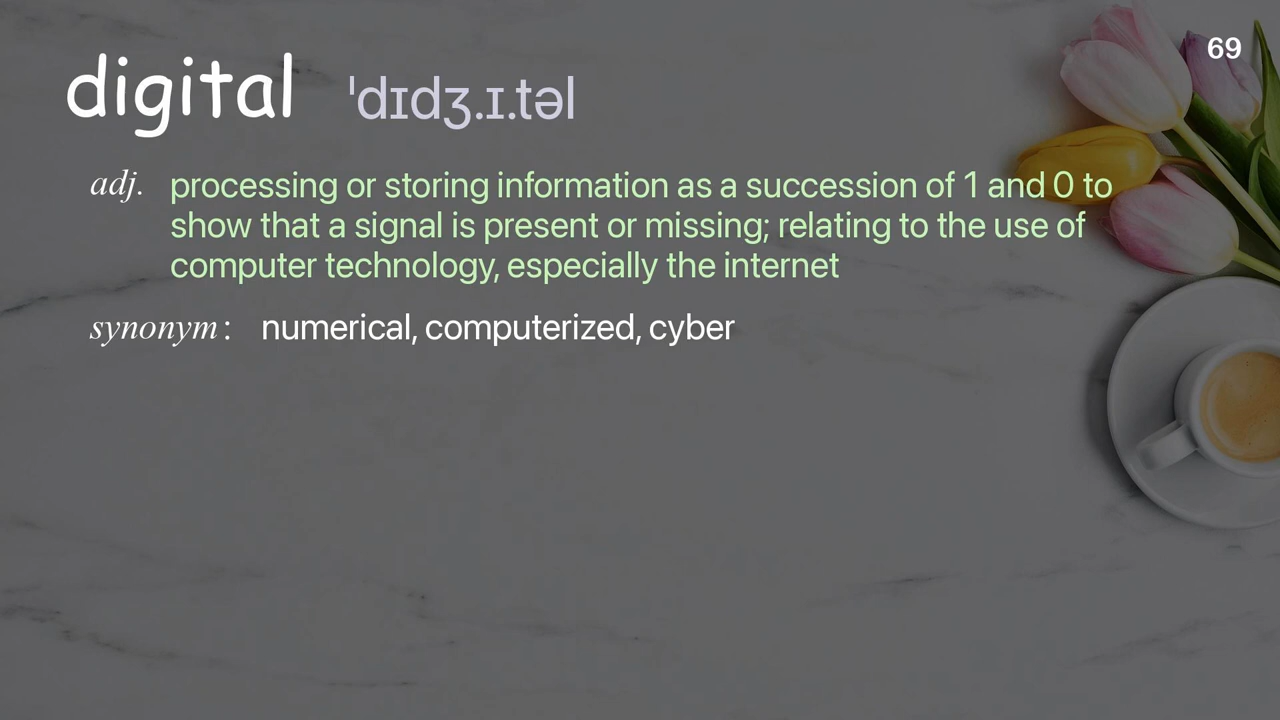 69
digital ˈdɪdʒ.ɪ.təl
adj. processing or storing information as a succession of 1 and 0 to
show that a signal is present or missing; relating to the use of
computer technology, especially the internet
synonym: numerical, computerized, cyber